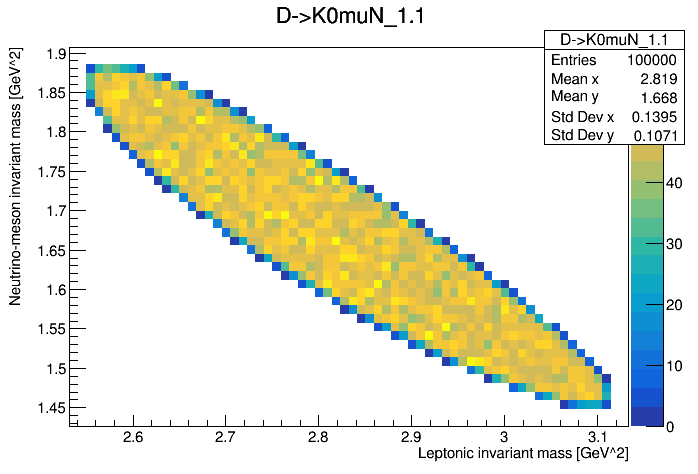 D->K0muN_1.1
D->K0muN_1.1
Entries 100000
Mean x 2.819
Mean y 1.668
Std Dev x 0.1395
Std Dev y 0.1071
Neutrino-meson invariant mass [GeV^2]
1.9
1.85
1.8
1.75
1.7
1.65
1.6
1.55
1.5
1.45
40
30
20
10
0
2.6 2.7 2.8 2.9 3 3.1
Leptonic invariant mass [GeV^2]